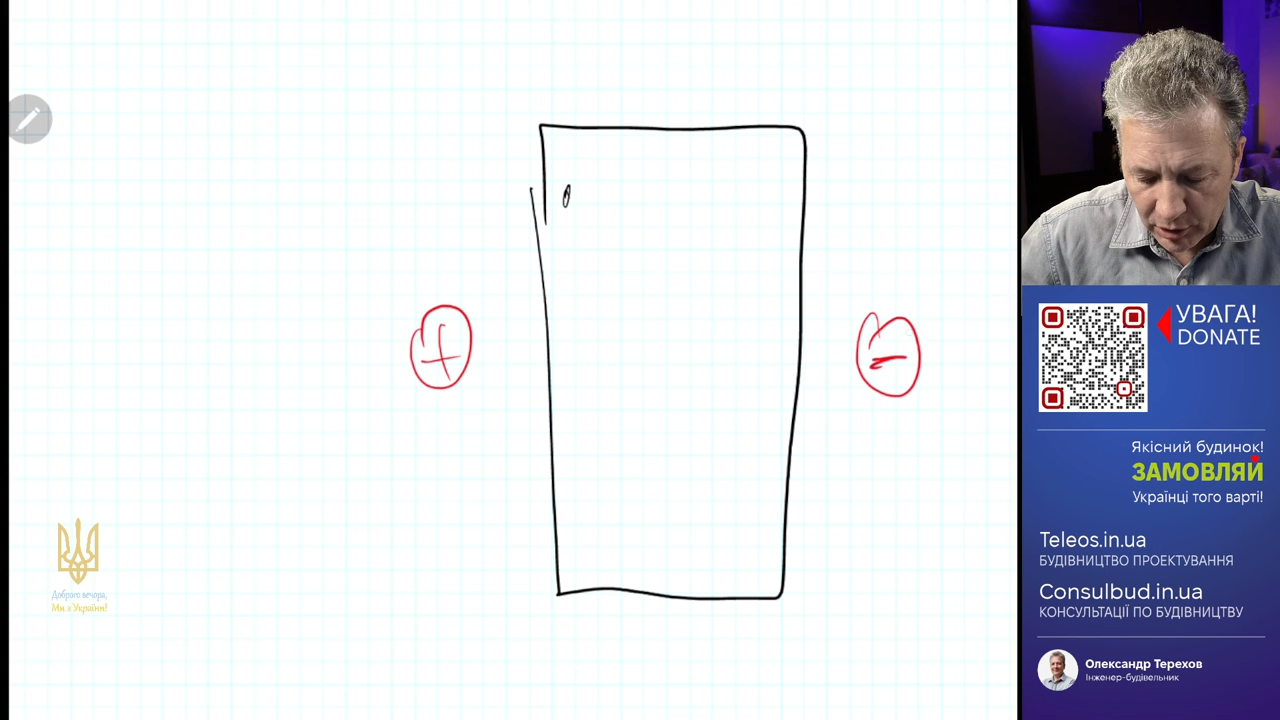 0
+
-
УВАГА!
DONATE
Якісний будинок!
ЗАМОВЛЯЙ
Українці того варті!
Teleos.in.ua
БУДІВНИЦТВО ПРОЕКТУВАННЯ
Consulbud.in.ua
КОНСУЛЬТАЦІЇ ПО БУДІВНИЦТВУ
Олександр Терехов
Інженер-будівельник
Доброго вечора,
Ми з України!